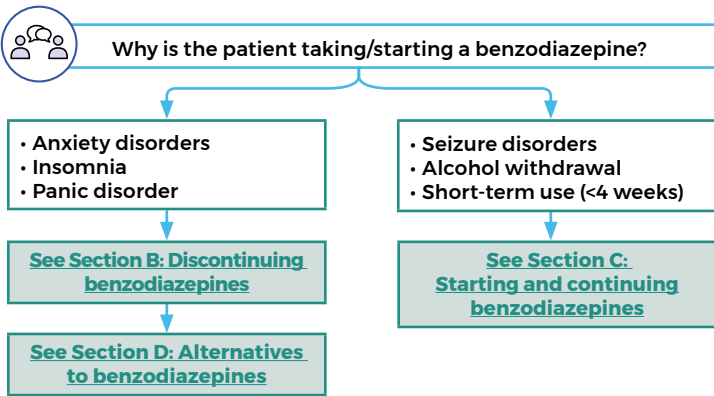 Why is the patient taking/starting a benzodiazepine?
• Anxiety disorders
• Insomnia
• Panic disorder
See Section B: Discontinuing
benzodiazepines
See Section D: Alternatives
to benzodiazepines
• Seizure disorders
• Alcohol withdrawal
• Short-term use (<4 weeks)
See Section C:
Starting and continuing
benzodiazepines